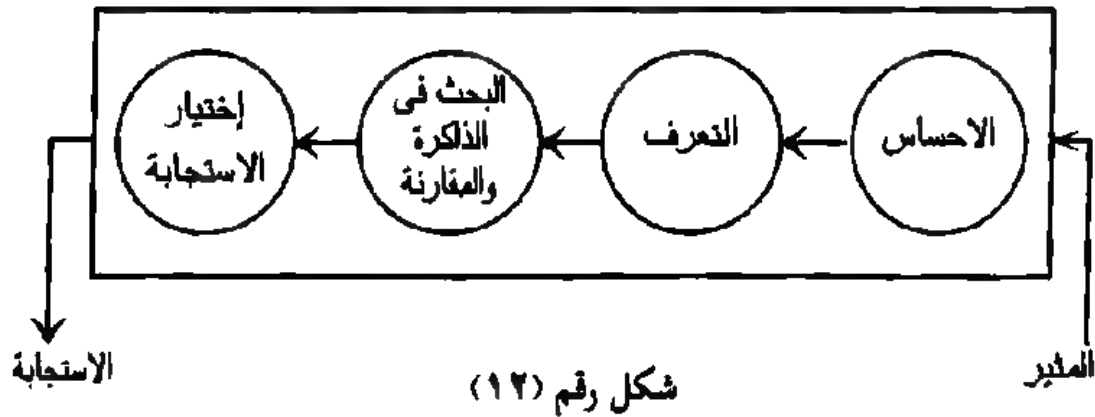 الاحساس
التعرف
البحث فى
الذاكرة
والمقارنة
إختيار
الاستجابة
المثير
الاستجابة
شكل رقم (١٢)